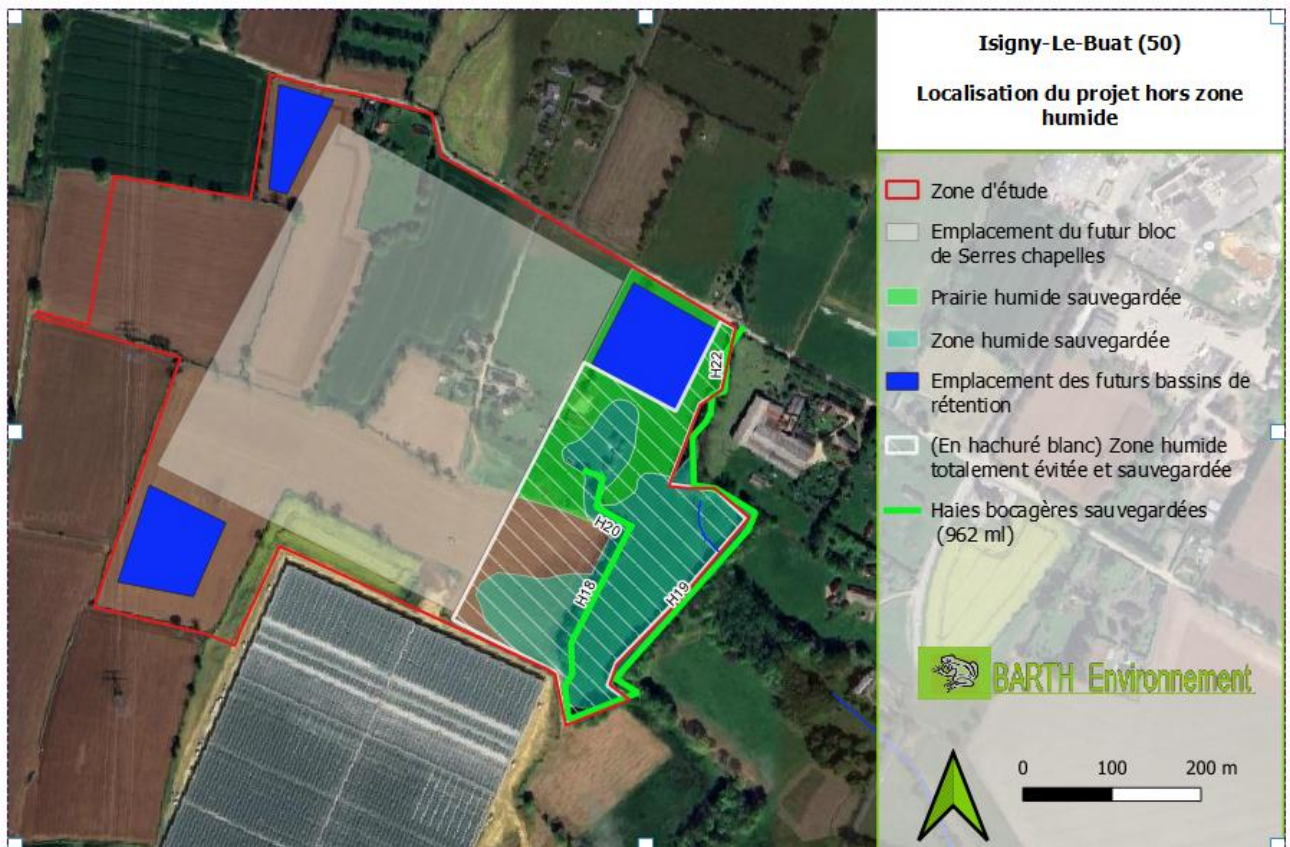 Isigny-Le-Buat (50)
Localisation du projet hors zone
humide
Zone d'étude
Emplacement du futur bloc
de Serres chapelles
Prairie humide sauvegardée
Zone humide sauvegardée
Emplacement des futurs bassins de
rétention
(En hachuré blanc) Zone humide
totalement évitée et sauvegardée
Haies bocagères sauvegardées
(962 ml)
BARTH Environnement
0 100 200 m
H22
H20
H18
H19